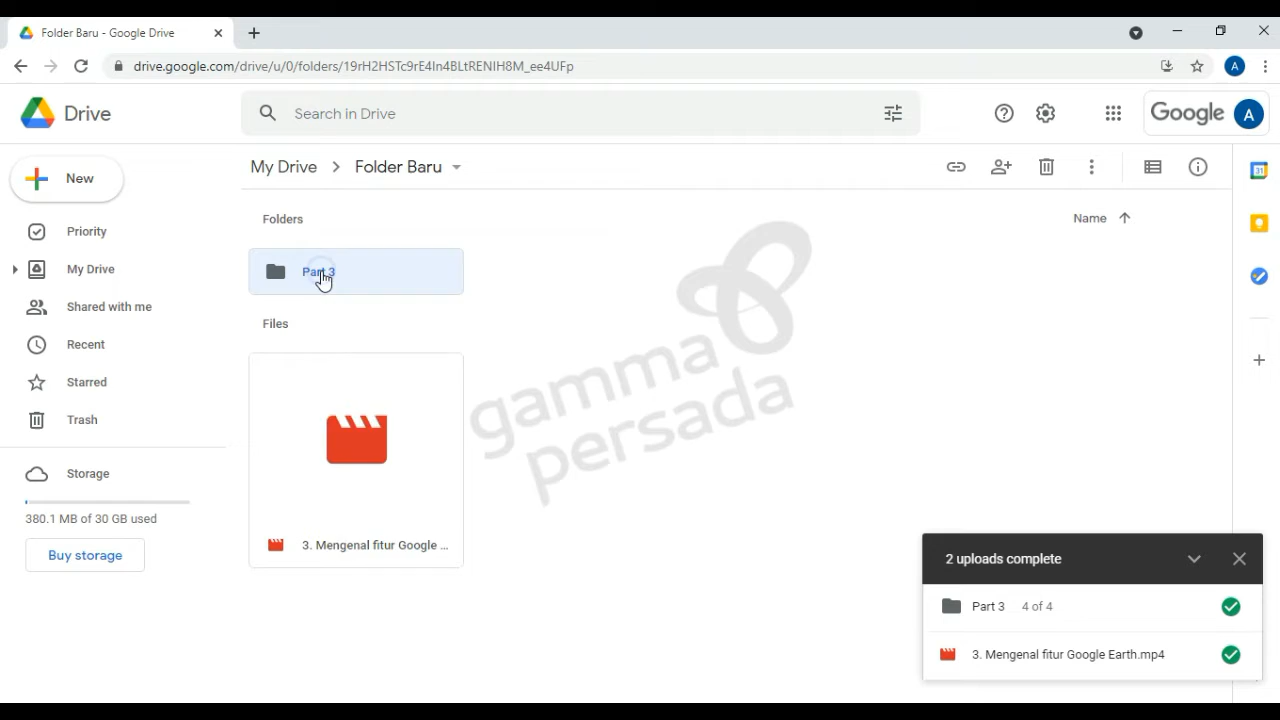 Folder Baru - Google Drive
drive.google.com/drive/u/0/folders/19rH2HSTc9rE4In4BLtRENIH8M_ee4UFp
A
Drive
Search in Drive
Google A
New
My Drive > Folder Baru
Priority
My Drive
Shared with me
Recent
Starred
Trash
Storage
380.1 MB of 30 GB used
Buy storage
Folders
Name
31
Part 3
Files
3. Mengenal fitur Google ...
gamma
persada
2 uploads complete
Part 3 4 of 4
3. Mengenal fitur Google Earth.mp4